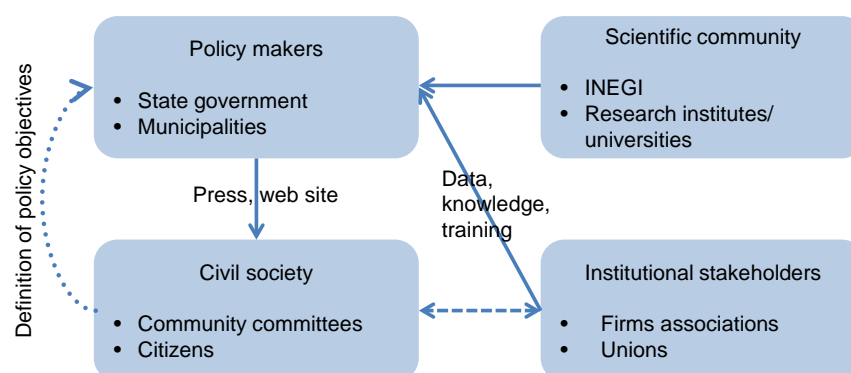 Definition of policy objectives
Policy makers
• State government
• Municipalities
Scientific community
• INEGI
• Research institutes/
universities
Press, web site
Data,
knowledge,
training
Civil society
• Community committees
• Citizens
Institutional stakeholders
• Firms associations
• Unions